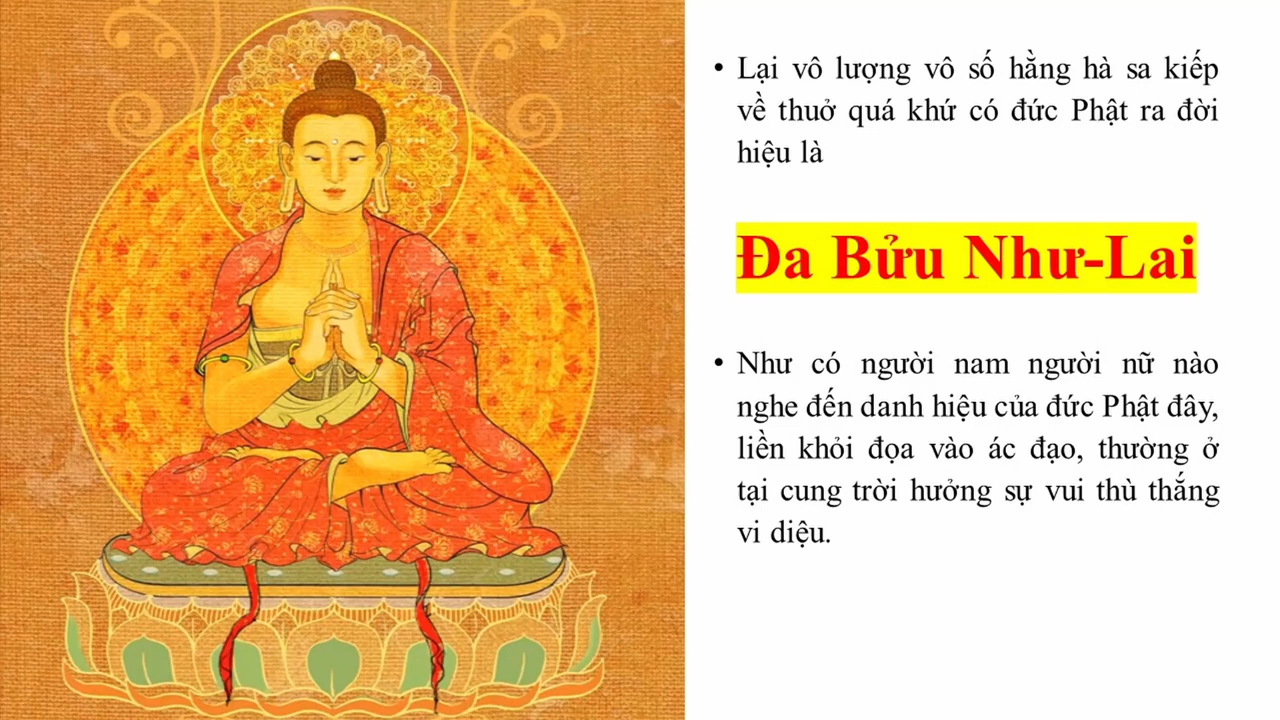 • Lại vô lượng vô số hằng hà sa kiếp
về thuở quá khứ có đức Phật ra đời
hiệu là
Đa Bửu Như-Lai
• Như có người nam người nữ nào
nghe đến danh hiệu của đức Phật đây,
liền khỏi đọa vào ác đạo, thường ở
tại cung trời hưởng sự vui thù thắng
vi diệu.